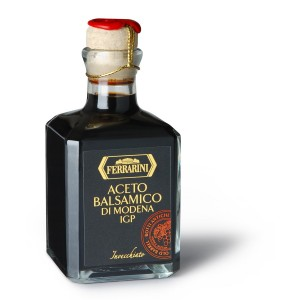 FERRARINI
ACETO
BALSAMICO
DI MODENA
IGP
Invecchiato